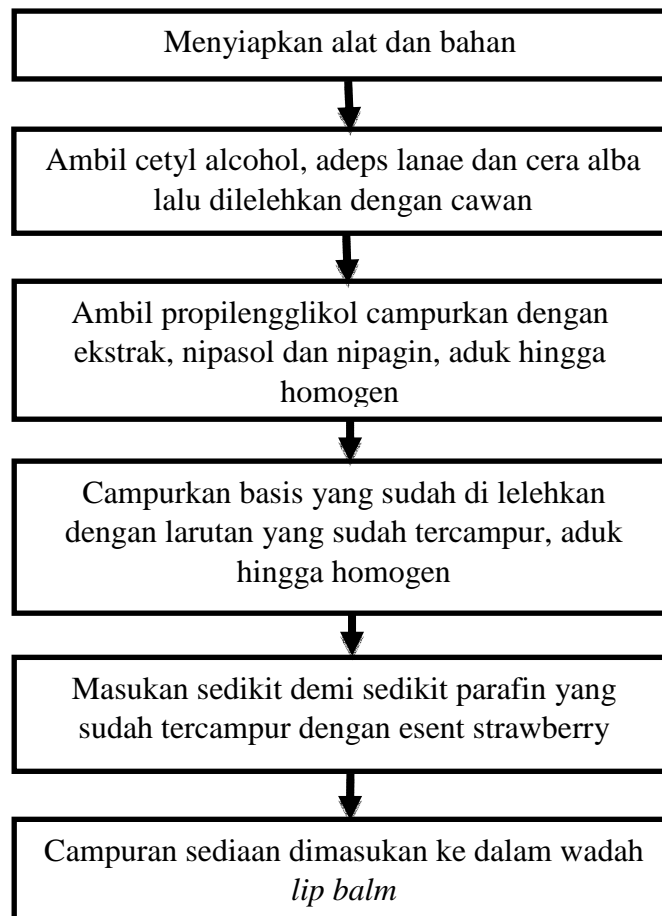 Menyiapkan alat dan bahan
Ambil cetyl alcohol, adeps lanae dan cera alba
lalu dilelehkan dengan cawan
Ambil propilengglikol campurkan dengan
ekstrak, nipasol dan nipagin, aduk hingga
homogen
Campurkan basis yang sudah di lelehkan
dengan larutan yang sudah tercampur, aduk
hingga homogen
Masukan sedikit demi sedikit parafin yang
sudah tercampur dengan esent strawberry
Campuran sediaan dimasukan ke dalam wadah
lip balm